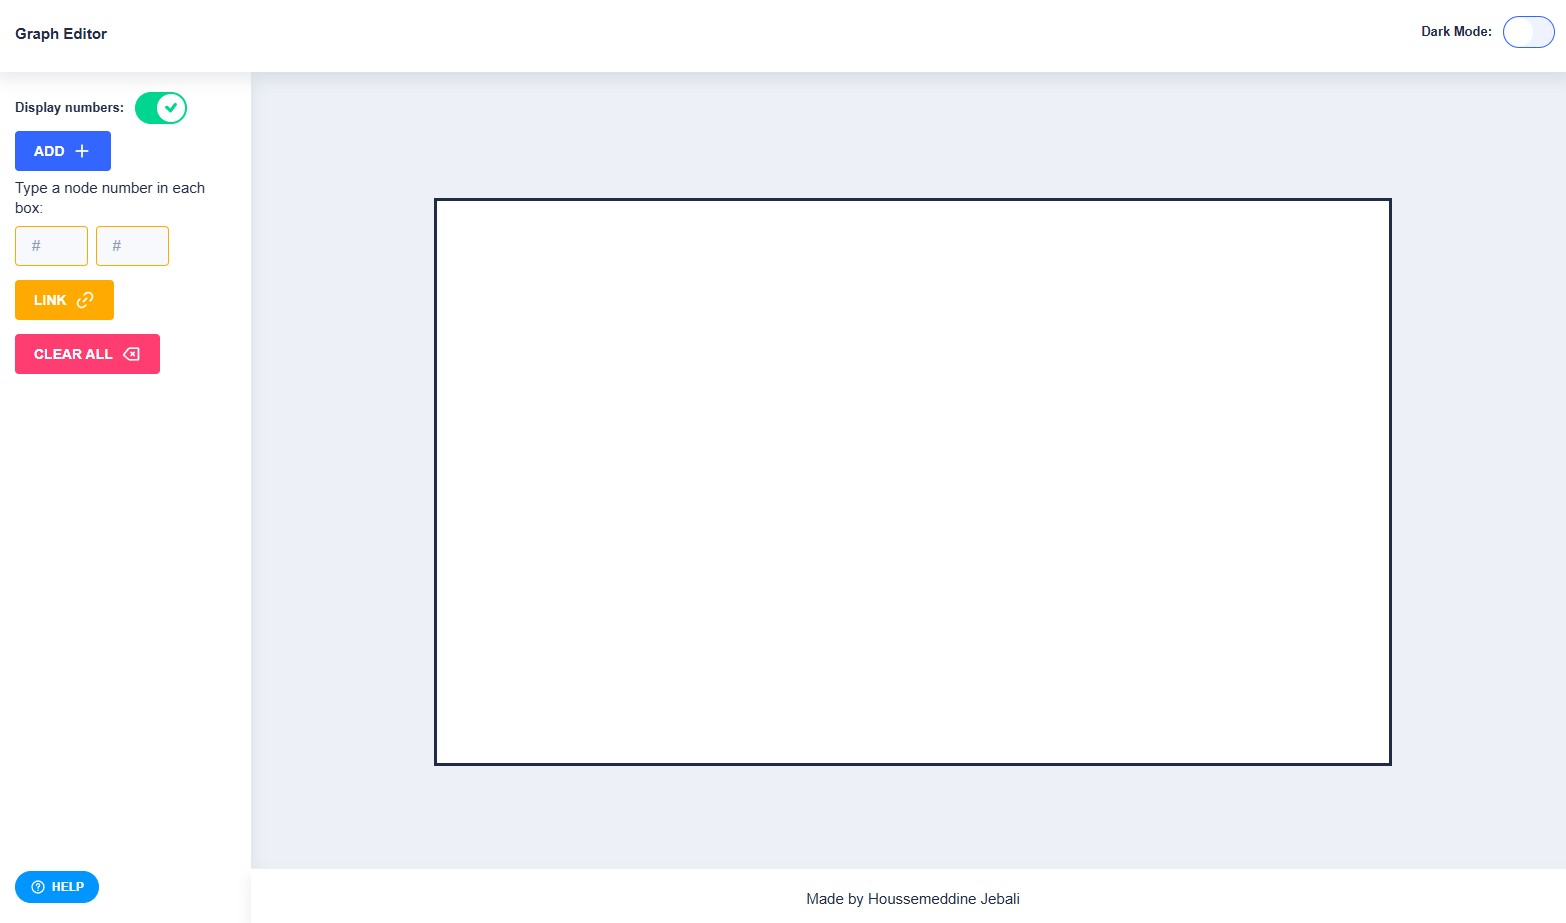 Graph Editor
Dark Mode:
Display numbers:
ADD
Type a node number in each
box:
# #
LINK
CLEAR ALL
HELP
Made by Houssemeddine Jebali